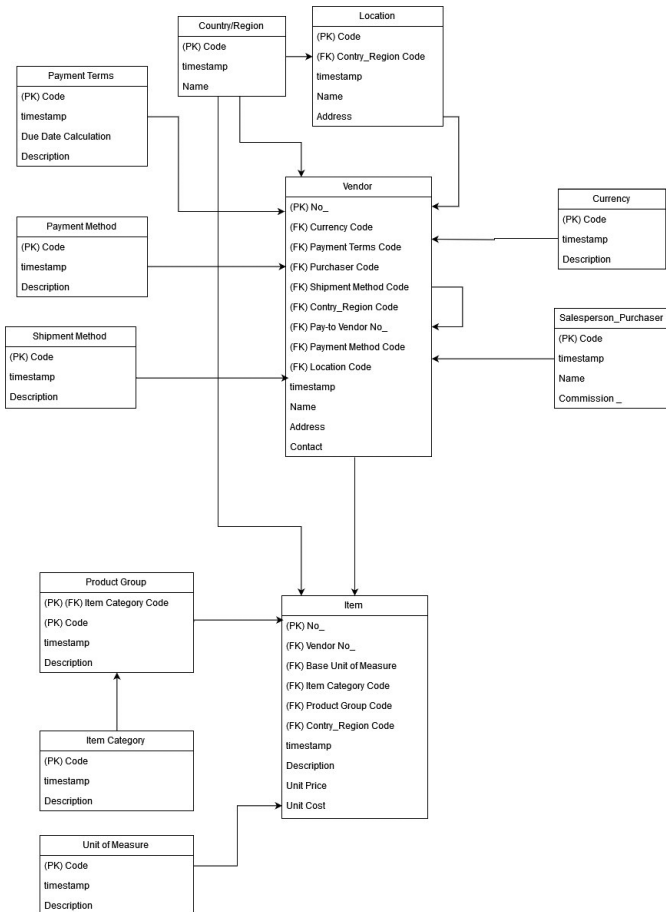 Country/Region
(PK) Code
timestamp
Name
Location
(PK) Code
(FK) Contry_Region Code
timestamp
Name
Address
Payment Terms
(PK) Code
timestamp
Due Date Calculation
Description
Vendor
(PK) No_
(FK) Currency Code
(FK) Payment Terms Code
(FK) Purchaser Code
(FK) Shipment Method Code
(FK) Contry_Region Code
(FK) Pay-to Vendor No_
(FK) Payment Method Code
(FK) Location Code
timestamp
Name
Address
Contact
Currency
(PK) Code
timestamp
Description
Payment Method
(PK) Code
timestamp
Description
Salesperson_Purchaser
(PK) Code
timestamp
Name
Commission _
Shipment Method
(PK) Code
timestamp
Description
Product Group
(PK) (FK) Item Category Code
(PK) Code
timestamp
Description
Item
(PK) No_
(FK) Vendor No_
(FK) Base Unit of Measure
(FK) Item Category Code
(FK) Product Group Code
(FK) Contry_Region Code
timestamp
Description
Unit Price
Unit Cost
Item Category
(PK) Code
timestamp
Description
Unit of Measure
(PK) Code
timestamp
Description